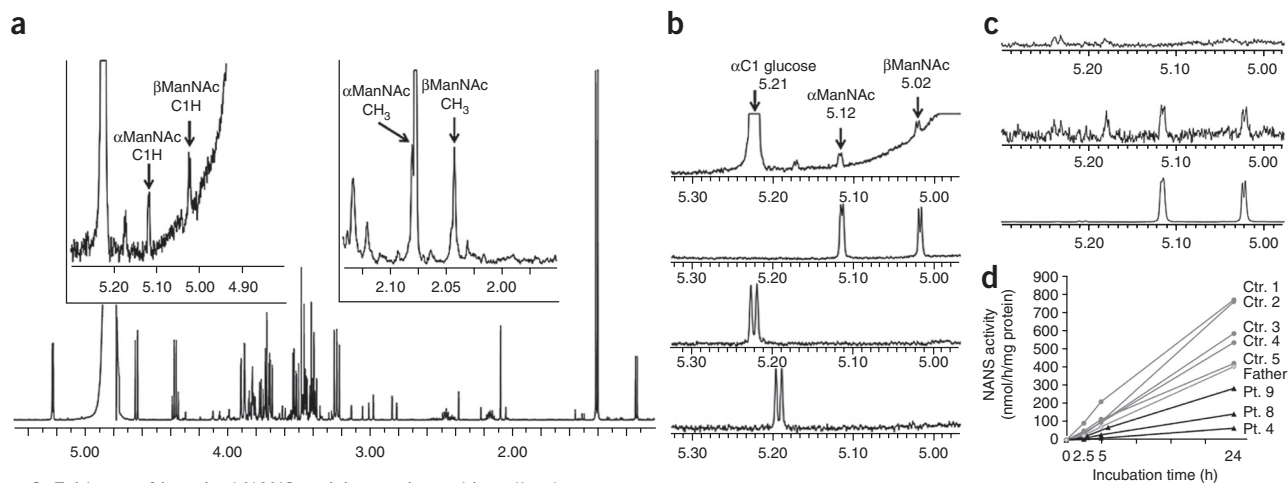 a
βManNAc
C1H
αManNAc
C1H
5.20 5.10 5.00 4.90
αManNAc
CH3
βManNAc
CH3
2.10 2.05 2.00
5.00 4.00 3.00 2.00
b
αC1 glucose
5.21
αManNAc
5.12
βManNAc
5.02
5.30 5.20 5.10 5.00
5.30 5.20 5.10 5.00
5.30 5.20 5.10 5.00
5.30 5.20 5.10 5.00
c
5.20 5.10 5.00
5.20 5.10 5.00
5.20 5.10 5.00
d
NANS activity
(nmol/h/mg protein)
900
800
700
600
500
400
300
200
100
0
Ctr. 1
Ctr. 2
Ctr. 3
Ctr. 4
Ctr. 5
Father
Pt. 9
Pt. 8
Pt. 4
0 2.5 5 24
Incubation time (h)